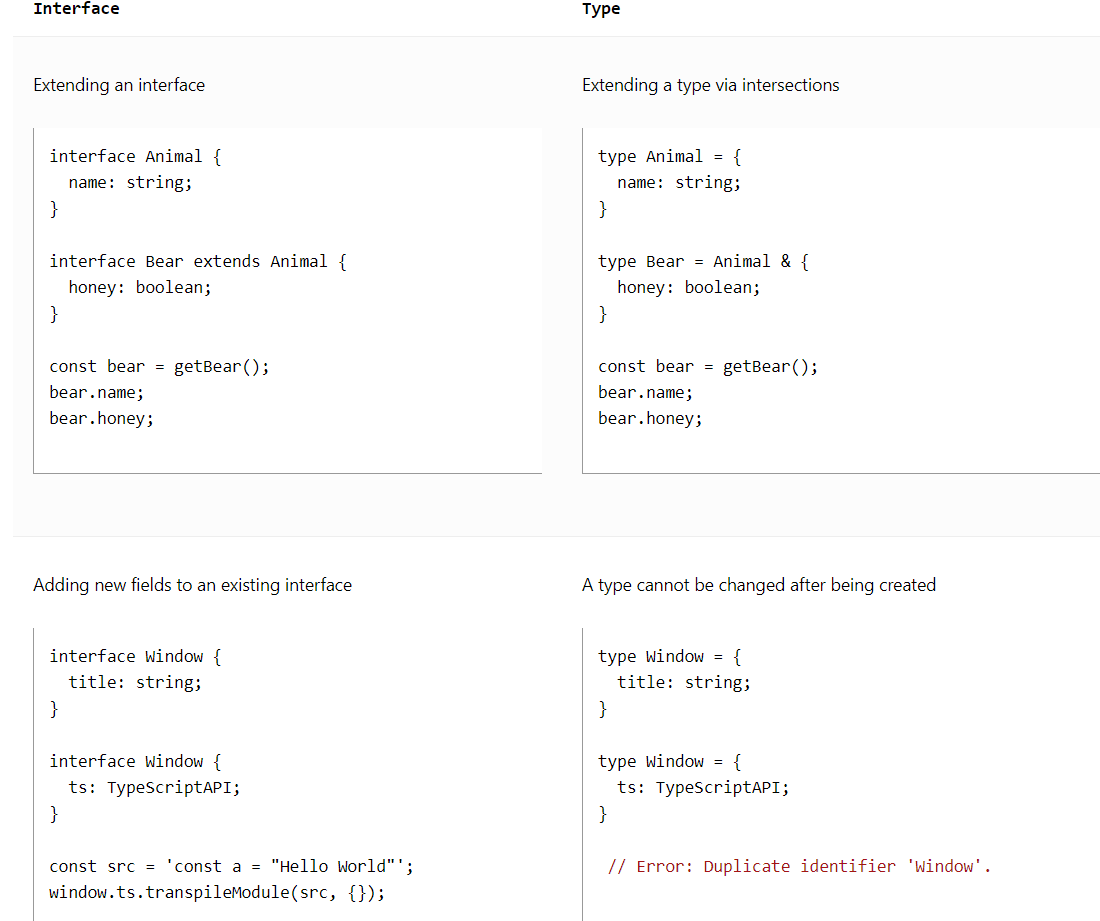 Interface
Type
Extending an interface
Extending a type via intersections
interface Animal {
  name: string;
}
interface Bear extends Animal {
  honey: boolean;
}
const bear = getBear();
bear.name;
bear.honey;
type Animal = {
  name: string;
}
type Bear = Animal & {
  honey: boolean;
}
const bear = getBear();
bear.name;
bear.honey;
Adding new fields to an existing interface
A type cannot be changed after being created
interface Window {
  title: string;
}
interface Window {
  ts: TypeScriptAPI;
}
const src = 'const a = "Hello World"';
window.ts.transpileModule(src, {});
type Window = {
  title: string;
}
type Window = {
  ts: TypeScriptAPI;
}
// Error: Duplicate identifier 'Window'.